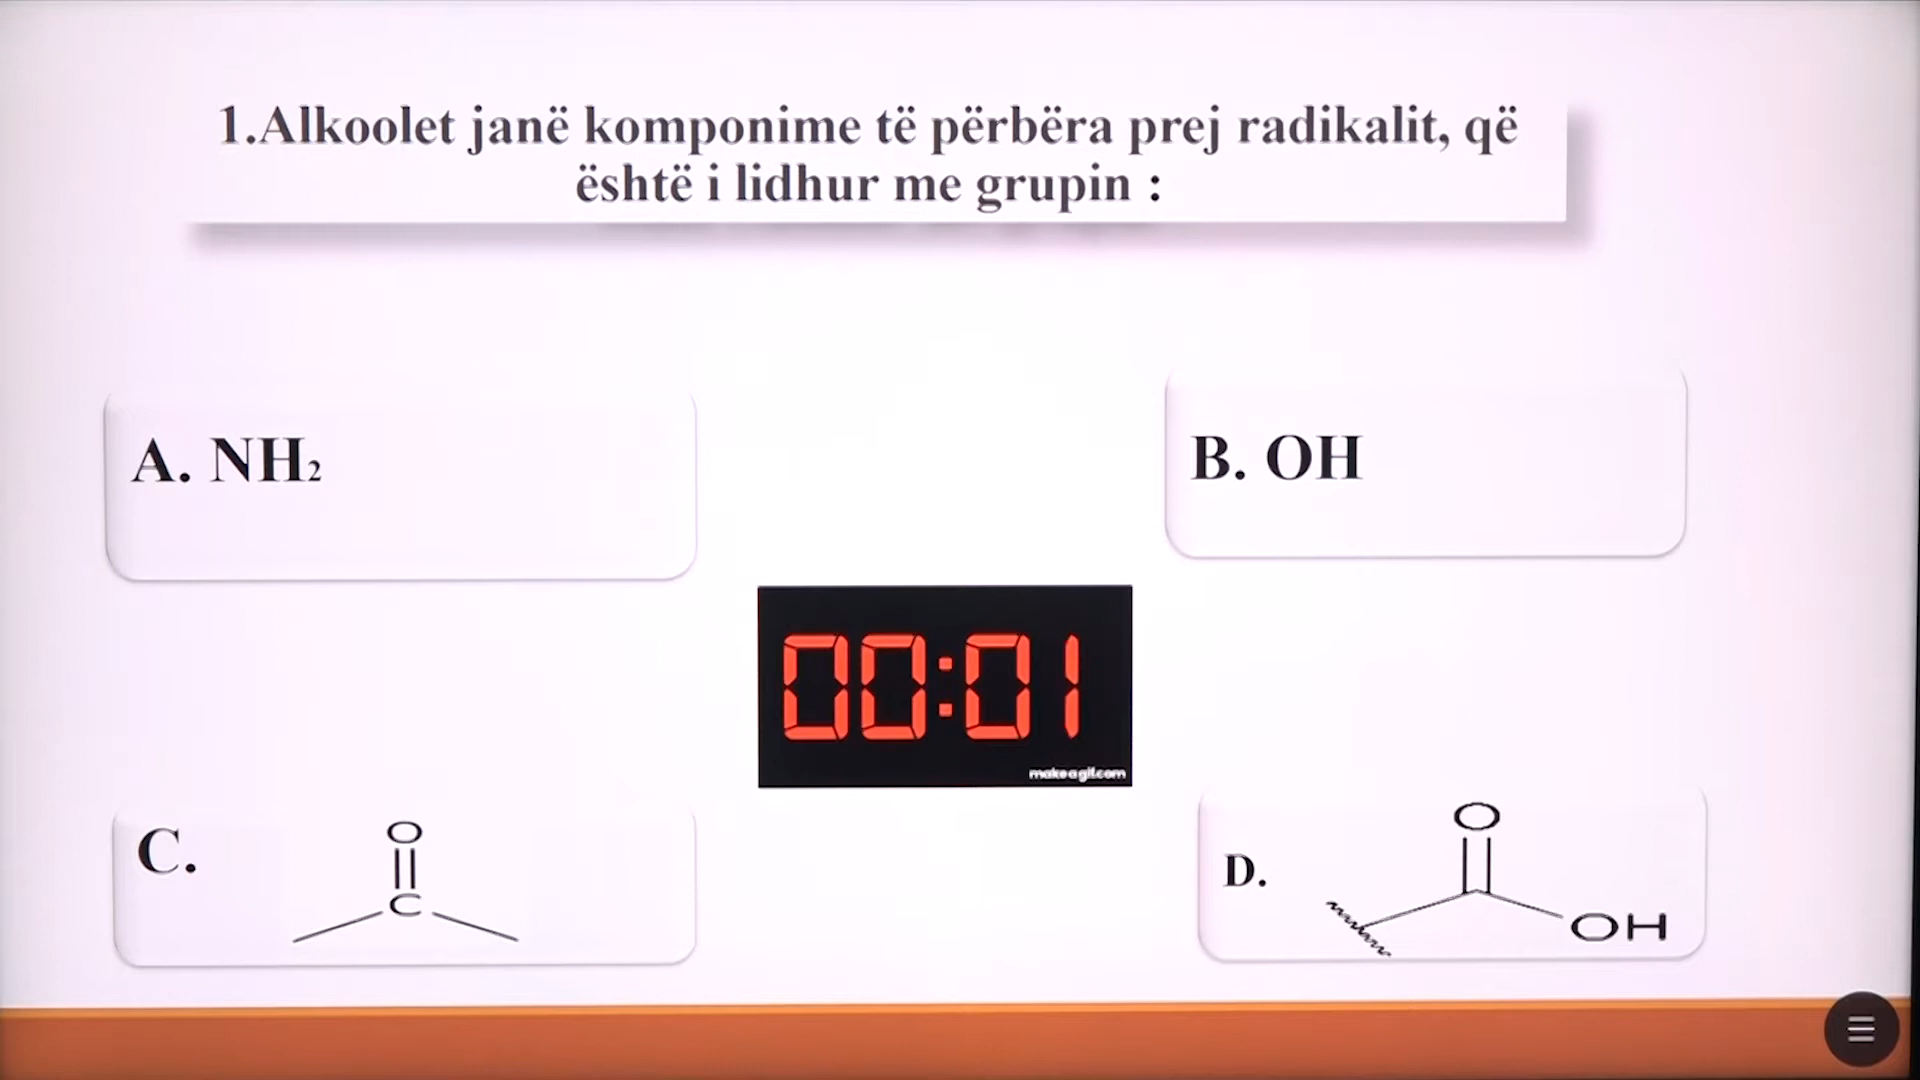 1.Alkoolet janë komponime të përbëra prej radikalit, që
është i lidhur me grupin :
A. NH₂
B. OH
00:01
makeagif.com
C.
O
C
D.
O
OH